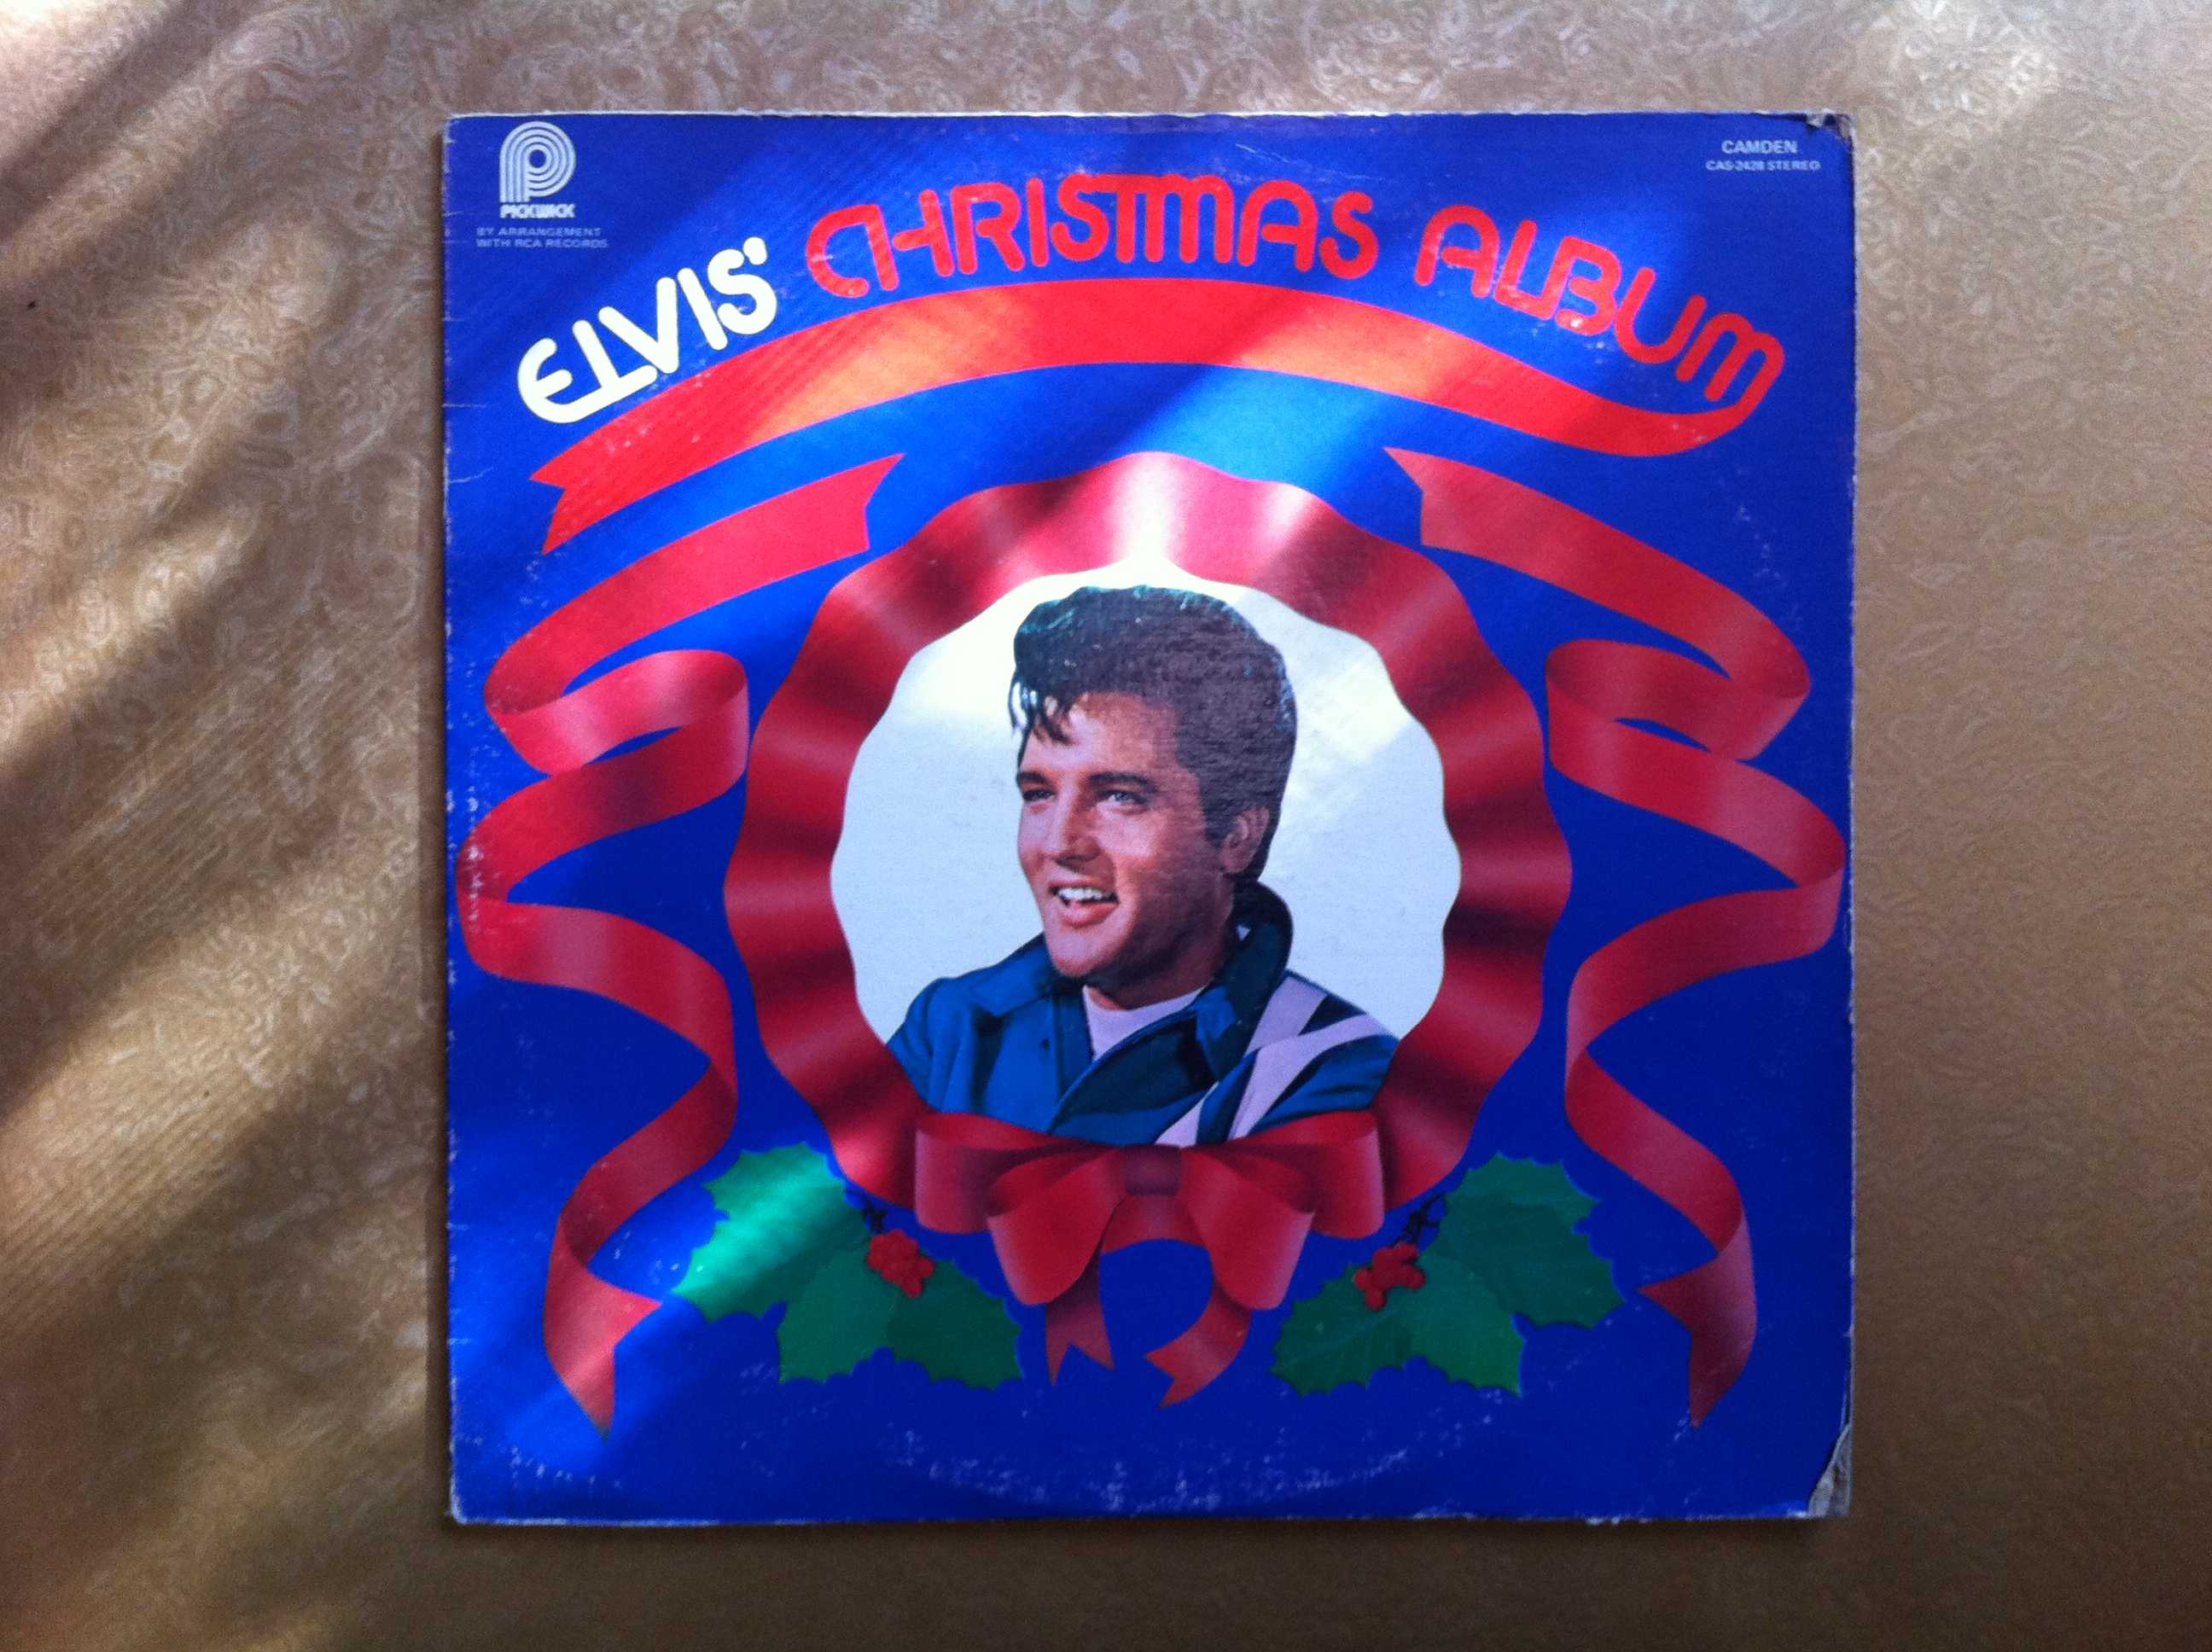 PICKWICK
BY ARRANGEMENT
WITH RCA RECORDS
CAMDEN
CAS-2428 STEREO
ELVIS' CHRISTMAS ALBUM